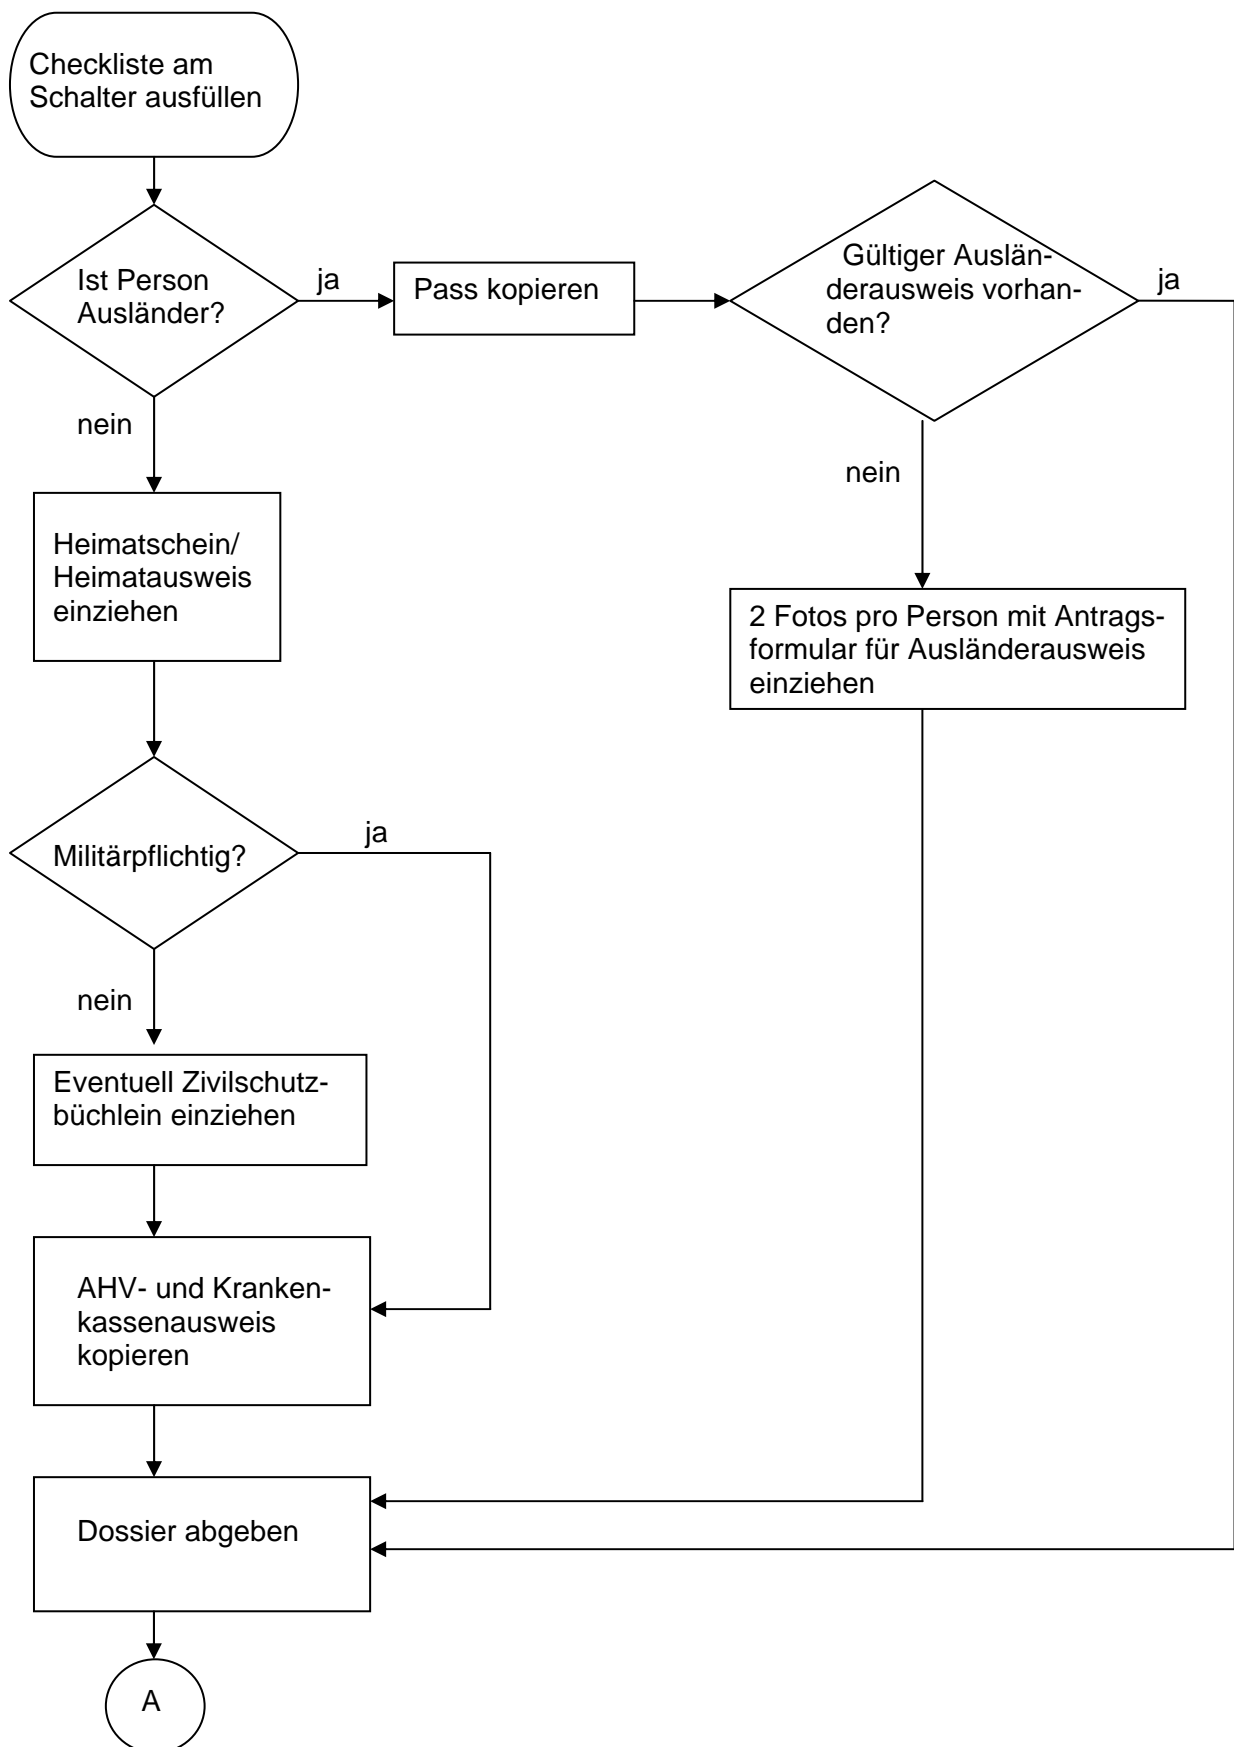 Checkliste am
Schalter ausfüllen
Ist Person
Ausländer?
ja
Pass kopieren
Gültiger Auslän-
derausweis vorhan-
den?
ja
nein
nein
Heimatschein/
Heimatausweis
einziehen
2 Fotos pro Person mit Antrags-
formular für Ausländerausweis
einziehen
Militärpflichtig?
ja
nein
Eventuell Zivilschutz-
büchlein einziehen
AHV- und Kranken-
kassenausweis
kopieren
Dossier abgeben
A